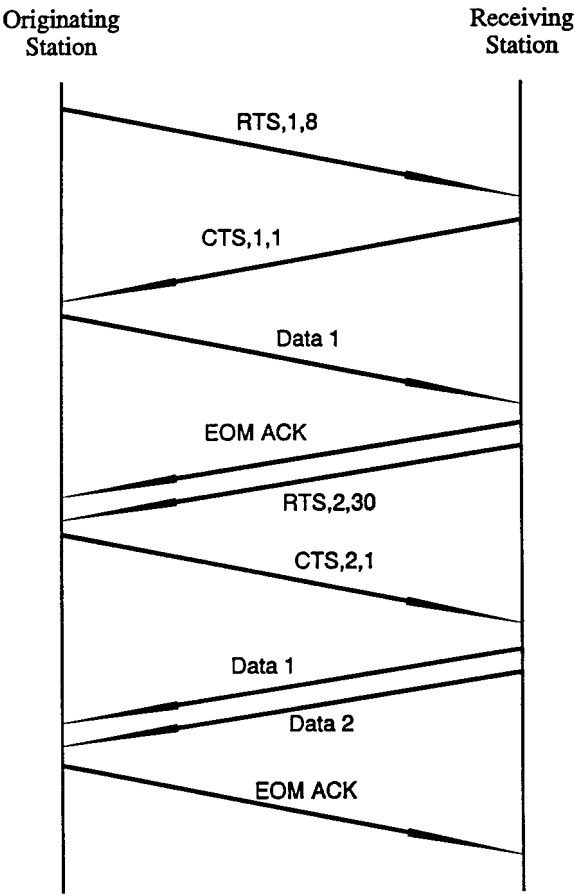 Originating
Station
Receiving
Station
RTS,1,8
CTS,1,1
Data 1
EOM ACK
RTS,2,30
CTS,2,1
Data 1
Data 2
EOM ACK